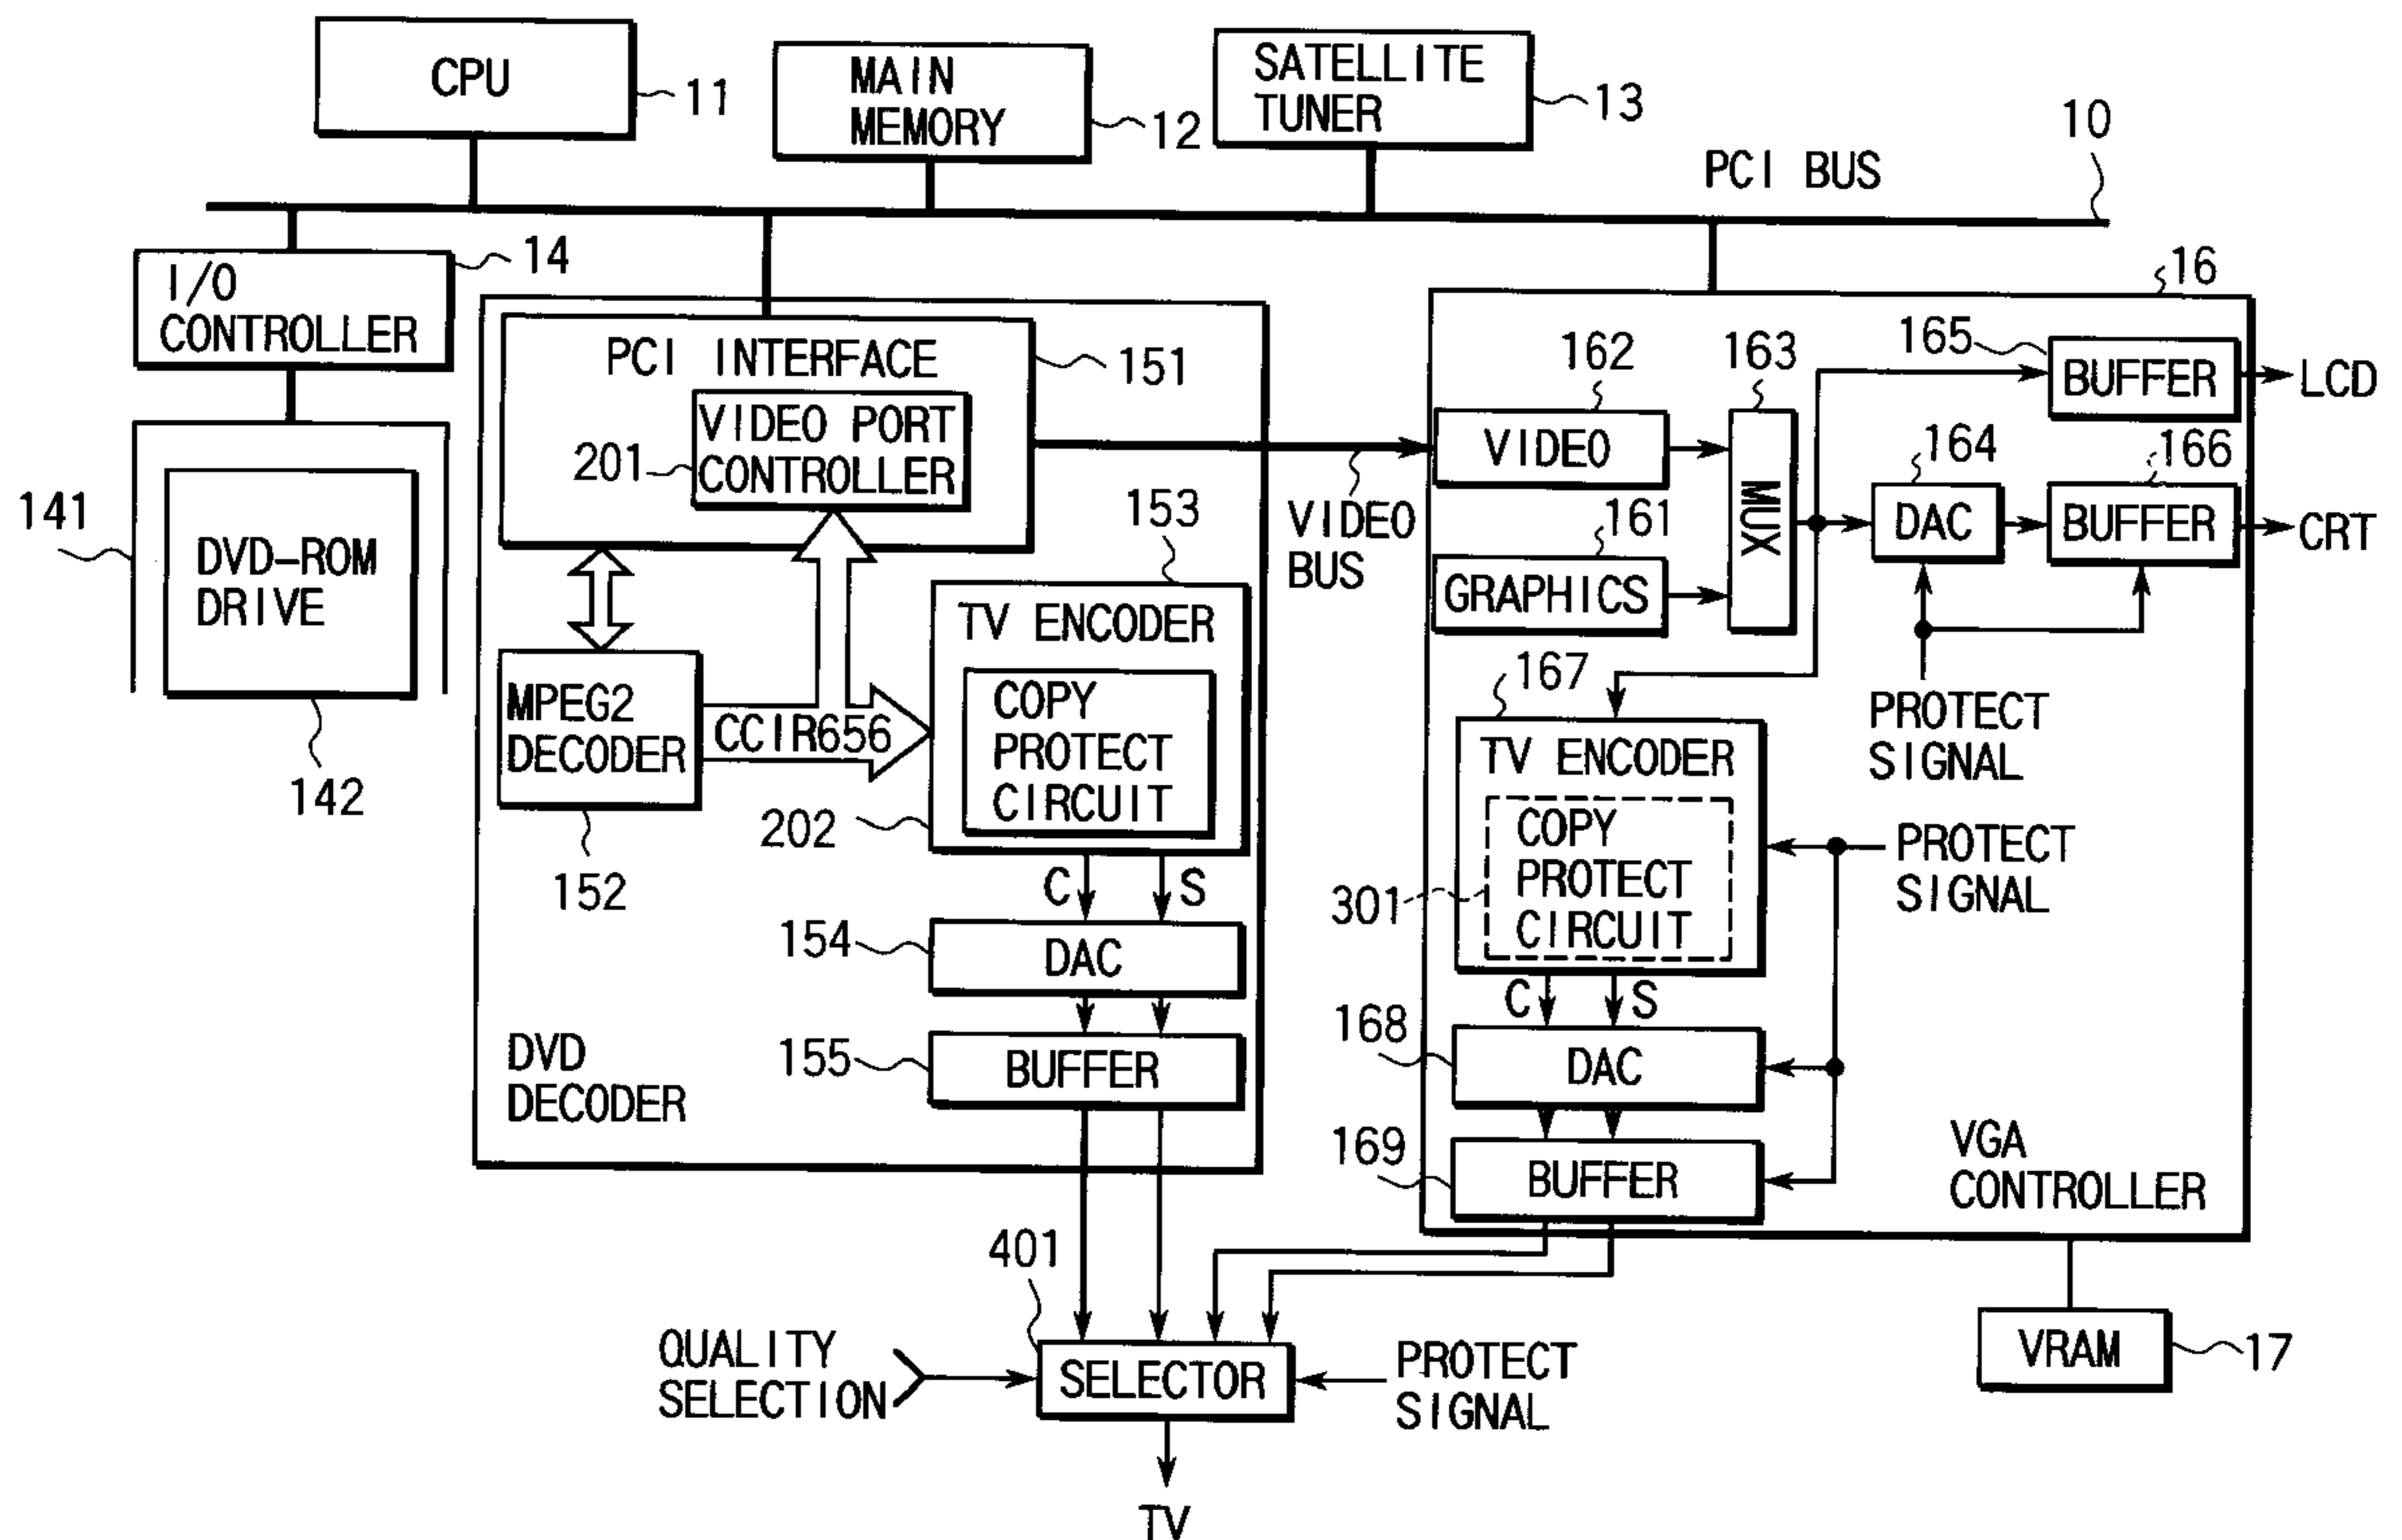 CPU
11
MAIN
MEMORY
12
SATELLITE
TUNER
13
10
PCI BUS
I/O
CONTROLLER
14
141
DVD-ROM
DRIVE
142
PCI INTERFACE
151
VIDEO PORT
CONTROLLER
201
MPEG2
DECODER
152
CCIR656
153
TV ENCODER
COPY
PROTECT
CIRCUIT
202
C
S
154
DAC
155
BUFFER
DVD
DECODER
VIDEO
BUS
16
162
VIDEO
161
GRAPHICS
163
MUX
165
BUFFER
LCD
164
DAC
166
BUFFER
CRT
PROTECT
SIGNAL
167
TV ENCODER
COPY
PROTECT
CIRCUIT
301
PROTECT
SIGNAL
C
S
168
DAC
169
BUFFER
VGA
CONTROLLER
401
QUALITY
SELECTION
SELECTOR
PROTECT
SIGNAL
TV
VRAM
17